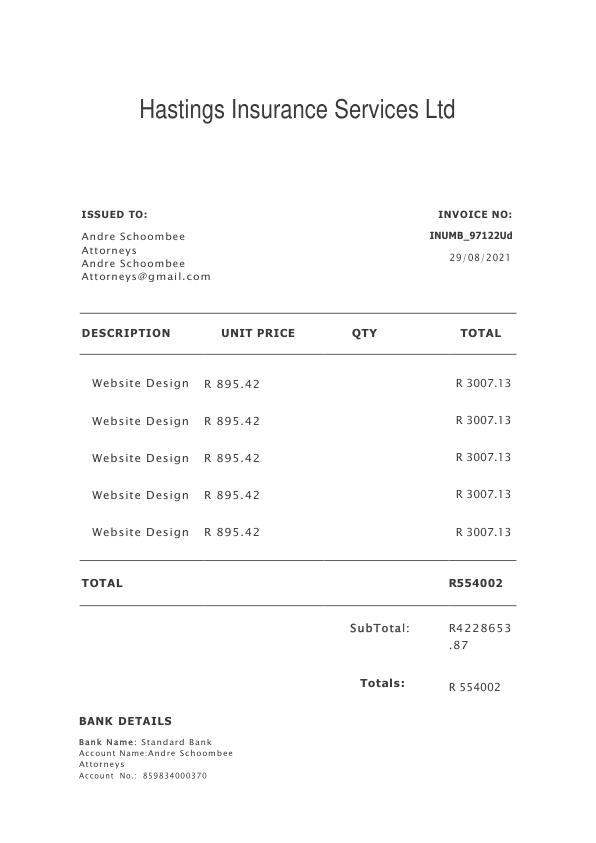 Hastings Insurance Services Ltd
ISSUED TO:
INVOICE NO:
Andre Schoombee
Attorneys
Andre Schoombee
Attorneys@gmail.com
INUMB_97122Ud
29/08/2021
DESCRIPTION UNIT PRICE QTY TOTAL
Website Design R 895.42 R 3007.13
Website Design R 895.42 R 3007.13
Website Design R 895.42 R 3007.13
Website Design R 895.42 R 3007.13
Website Design R 895.42 R 3007.13
TOTAL R554002
SubTotal: R4228653
.87
Totals: R 554002
BANK DETAILS
Bank Name: Standard Bank
Account Name:Andre Schoombee
Attorneys
Account No.: 859834000370